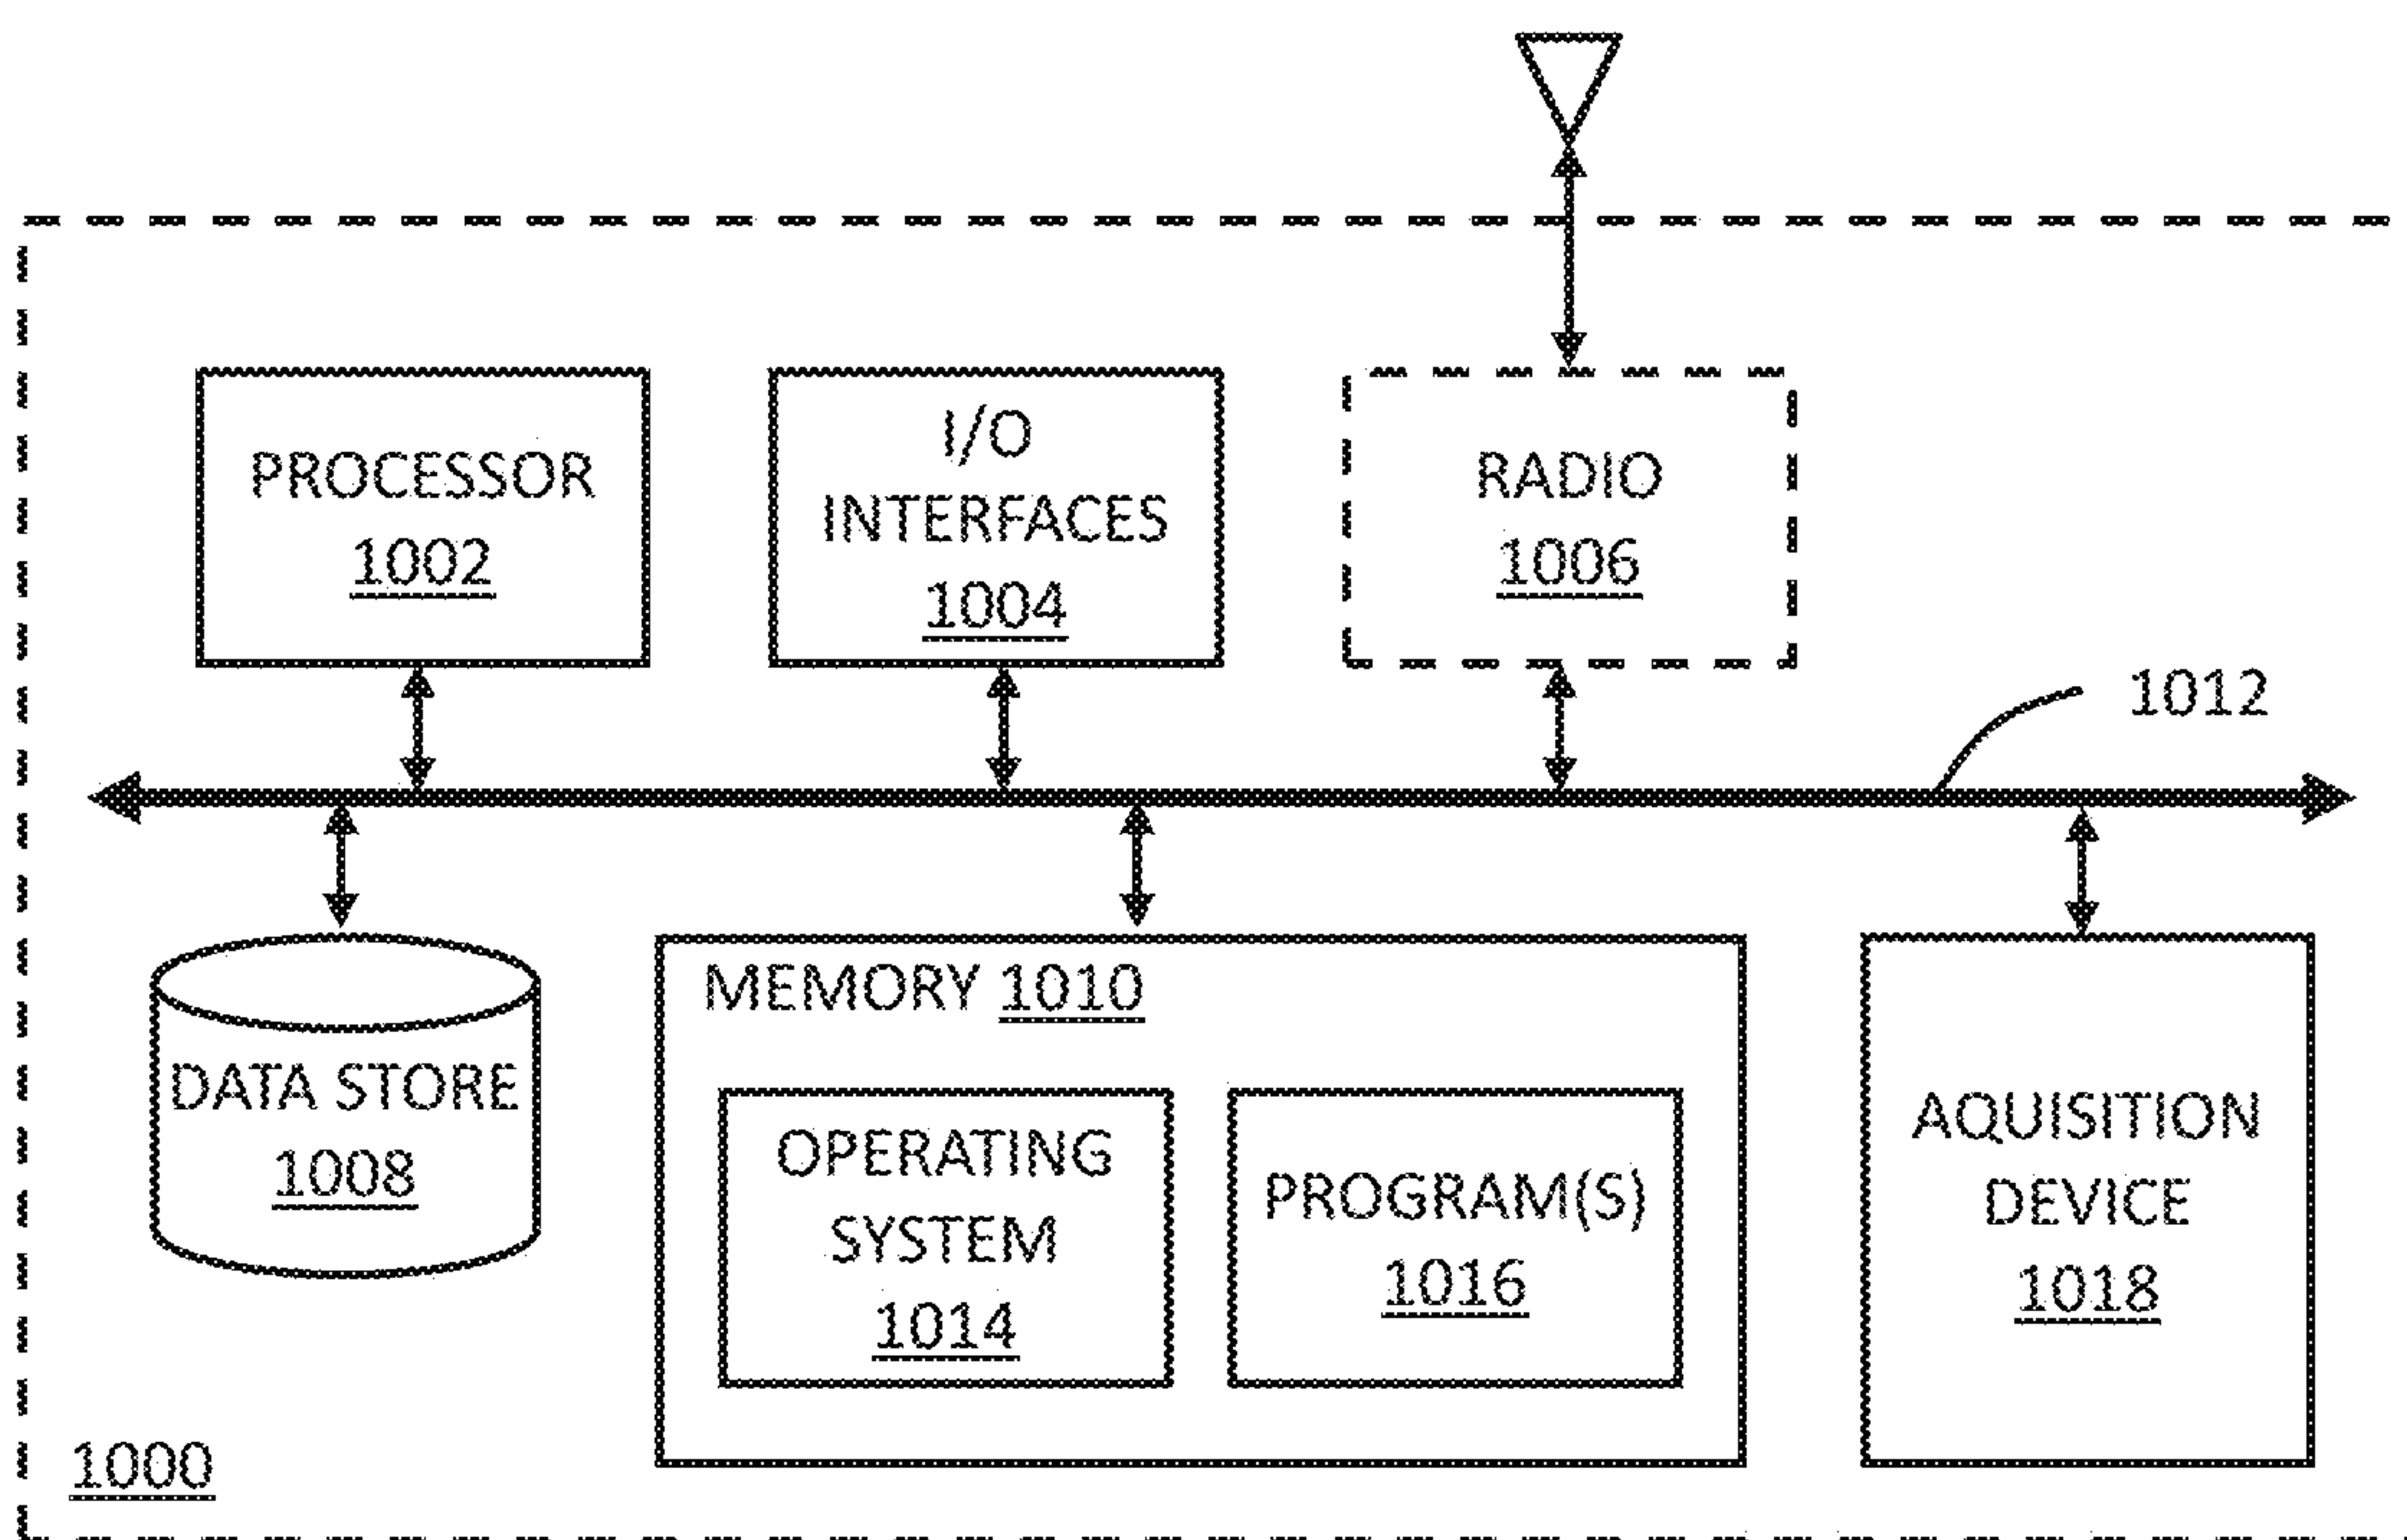 PROCESSOR
1002
I/O
INTERFACES
1004
RADIO
1006
1012
DATA STORE
1008
MEMORY 1010
OPERATING
SYSTEM
1014
PROGRAM(S)
1016
AQUISITION
DEVICE
1018
1000